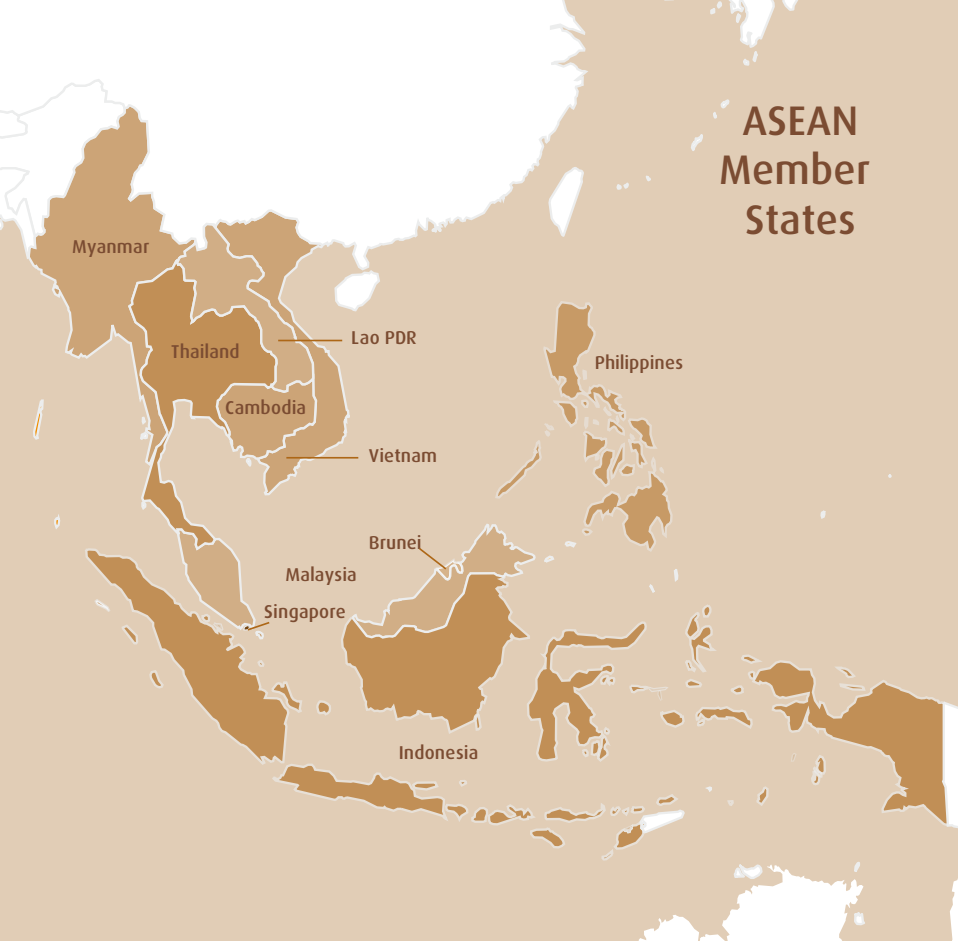 ASEAN
Member
States
Myanmar
Lao PDR
Thailand
Philippines
Cambodia
Vietnam
Brunei
Malaysia
Singapore
Indonesia